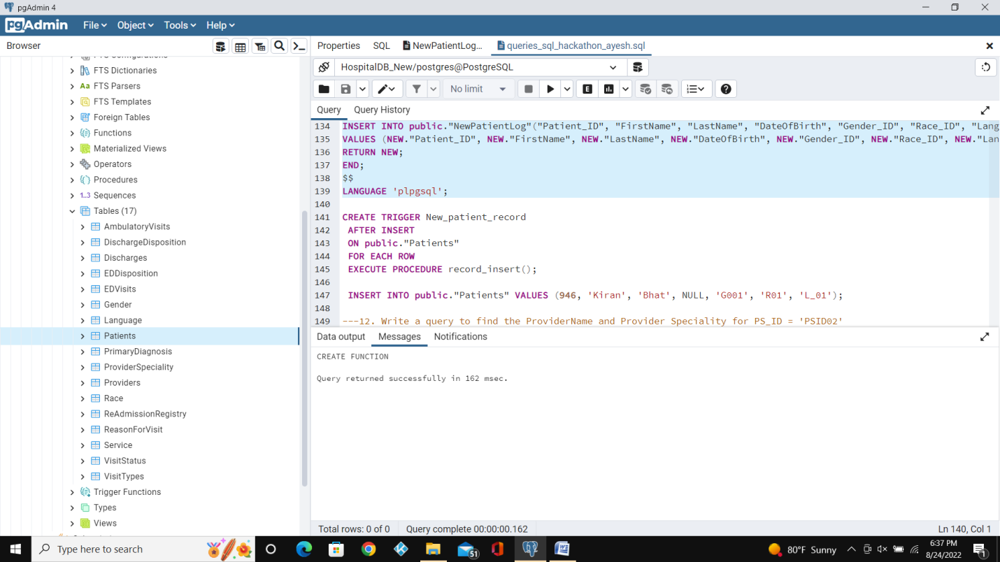 pgAdmin 4
pgAdmin
File Object Tools Help
Browser
Properties SQL NewPatientLog... queries_sql_hackathon_ayesh.sql
HospitalDB_New/postgres@PostgreSQL
No limit
E
Query Query History
FTS Configurations
FTS Dictionaries
Aa FTS Parsers
FTS Templates
Foreign Tables
Functions
Materialized Views
Operators
Procedures
1..3 Sequences
Tables (17)
AmbulatoryVisits
DischargeDisposition
Discharges
EDDisposition
EDVisits
Gender
Language
Patients
PrimaryDiagnosis
ProviderSpeciality
Providers
Race
ReAdmissionRegistry
ReasonForVisit
Service
VisitStatus
VisitTypes
Trigger Functions
Types
Views
134 INSERT INTO public."NewPatientLog"("Patient_ID", "FirstName", "LastName", "DateOfBirth", "Gender_ID", "Race_ID", "Lang
135 VALUES (NEW."Patient_ID", NEW."FirstName", NEW."LastName", NEW."DateOfBirth", NEW."Gender_ID", NEW."Race_ID", NEW."Lan
136 RETURN NEW;
137 END;
138 $$
139 LANGUAGE 'plpgsql';
140
141 CREATE TRIGGER New_patient_record
142 AFTER INSERT
143 ON public."Patients"
144 FOR EACH ROW
145 EXECUTE PROCEDURE record_insert();
146
147 INSERT INTO public."Patients" VALUES (946, 'Kiran', 'Bhat', NULL, 'G001', 'R01', 'L_01');
148
149 ---12. Write a query to find the ProviderName and Provider Speciality for PS_ID = 'PSID02'
Data output Messages Notifications
CREATE FUNCTION
Query returned successfully in 162 msec.
Total rows: 0 of 0 Query complete 00:00:00.162 Ln 140, Col 1
Type here to search
51
80°F Sunny
6:37 PM
8/24/2022
1